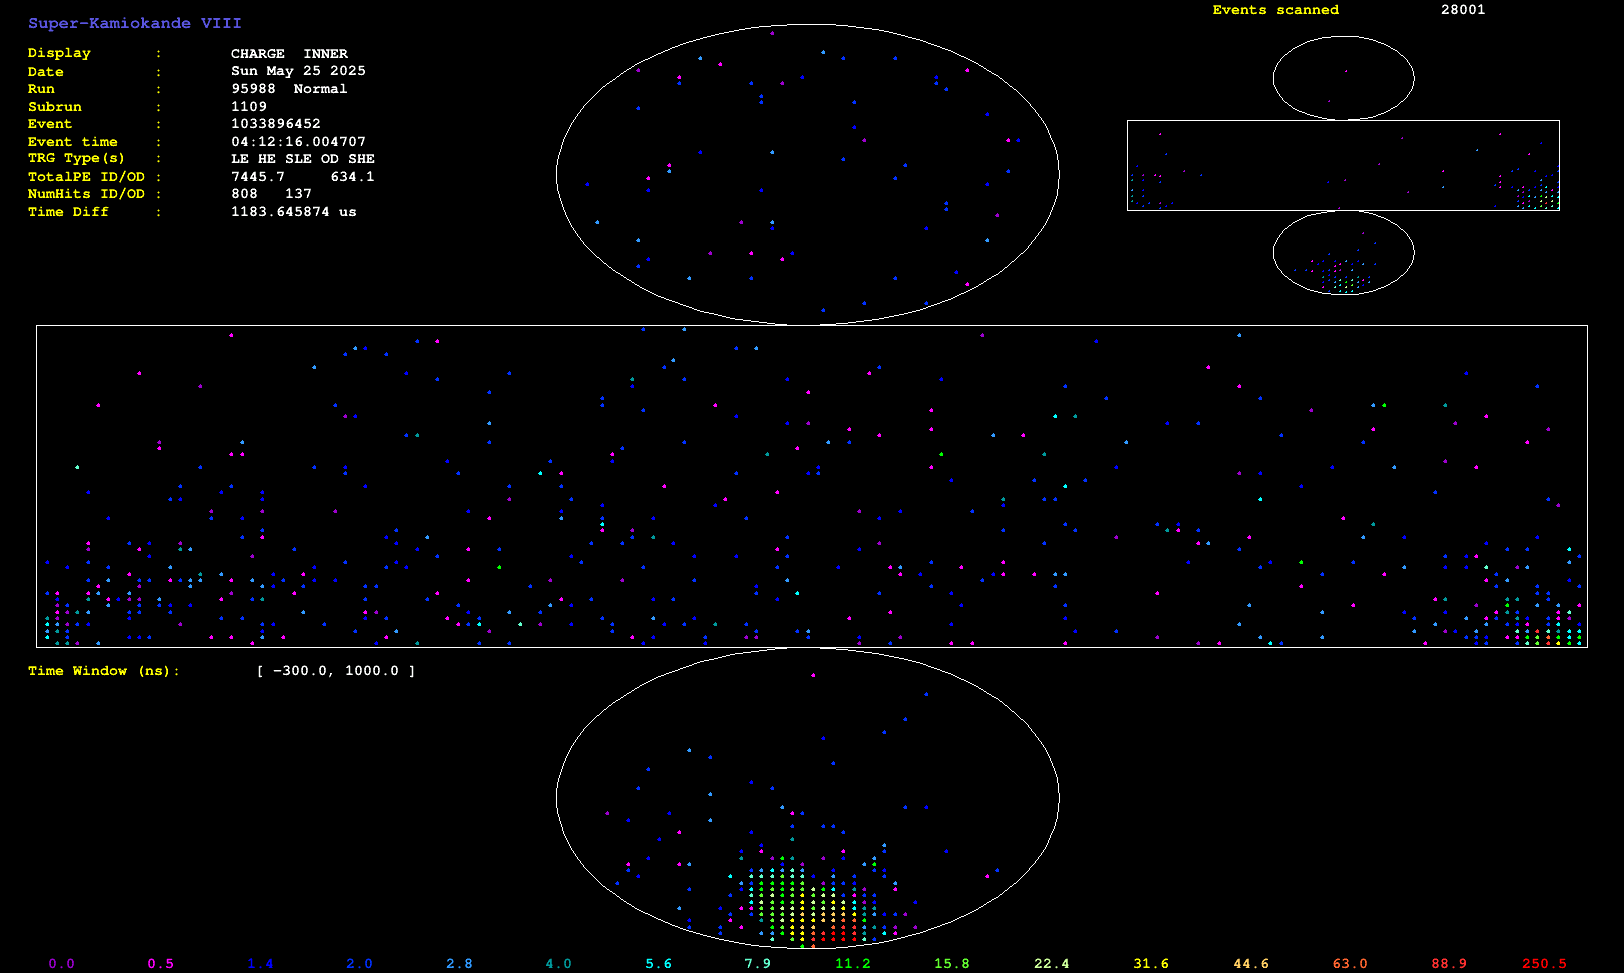 Super-Kamiokande VIII
Events scanned 28001
Display : CHARGE INNER
Date : Sun May 25 2025
Run : 95988 Normal
Subrun : 1109
Event : 1033896452
Event time : 04:12:16.004707
TRG Type(s) : LE HE SLE OD SHE
TotalPE ID/OD : 7445.7 634.1
NumHits ID/OD : 808 137
Time Diff : 1183.645874 us
Time Window (ns): [ -300.0, 1000.0 ]
0.0 0.5 1.4 2.0 2.8 4.0 5.6 7.9 11.2 15.8 22.4 31.6 44.6 63.0 88.9 250.5